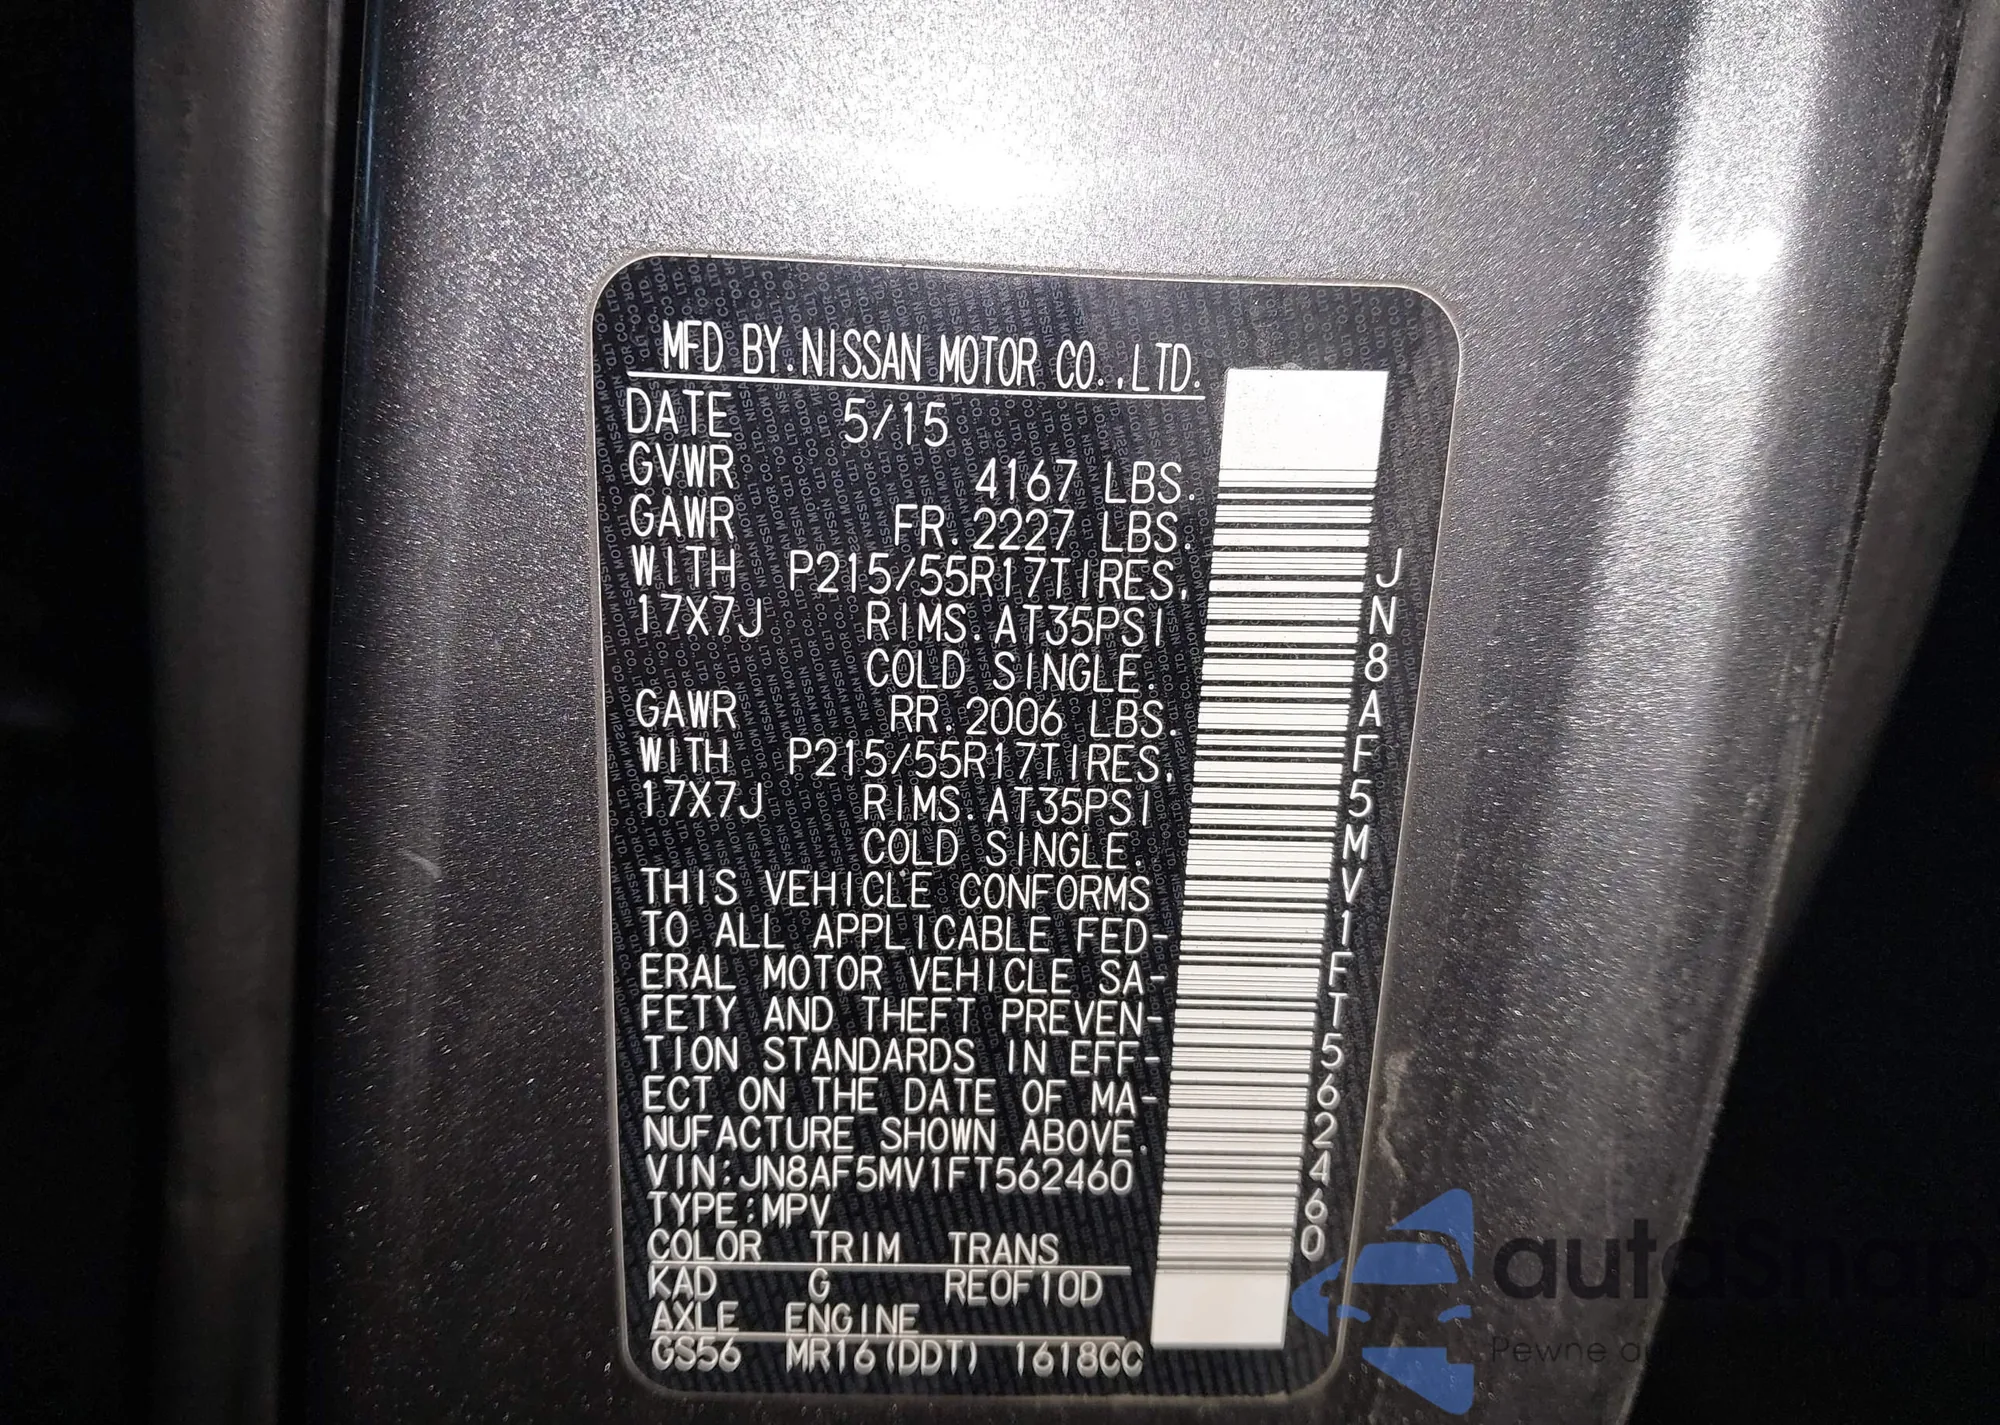 MFD BY.NISSAN MOTOR CO.,LTD.
DATE 5/15
GVWR 4167 LBS.
GAWR FR.2227 LBS.
WITH P215/55R17TIRES,
17X7J RIMS.AT35PSI
COLD SINGLE.
GAWR RR.2006 LBS.
WITH P215/55R17TIRES,
17X7J RIMS.AT35PSI
COLD SINGLE.
THIS VEHICLE CONFORMS
TO ALL APPLICABLE FED-
ERAL MOTOR VEHICLE SA-
FETY AND THEFT PREVEN-
TION STANDARDS IN EFF-
ECT ON THE DATE OF MA-
NUFACTURE SHOWN ABOVE.
VIN:JN8AF5MV1FT562460
TYPE:MPV
COLOR TRIM TRANS
KAD G RE0F10D
AXLE ENGINE
GS56 MR16(DDT) 1618CC
JN8AF5MV1FT562460
autosnap
Pewne